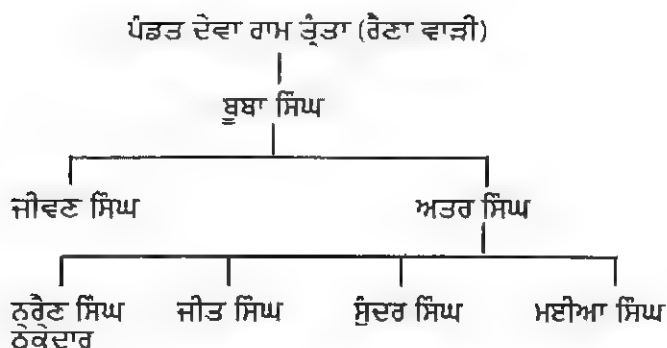 ਪੰਡਤ ਦੇਵਾ ਰਾਮ ਤ੍ਰੰਤਾ (ਰੈਣਾ ਵਾੜੀ)
ਬੂਬਾ ਸਿੰਘ
ਜੀਵਣ ਸਿੰਘ ਅਤਰ ਸਿੰਘ
ਨਰੈਣ ਸਿੰਘ ਜੀਤ ਸਿੰਘ ਸੁੰਦਰ ਸਿੰਘ ਮਈਆ ਸਿੰਘ
ਠੇਕੇਦਾਰ